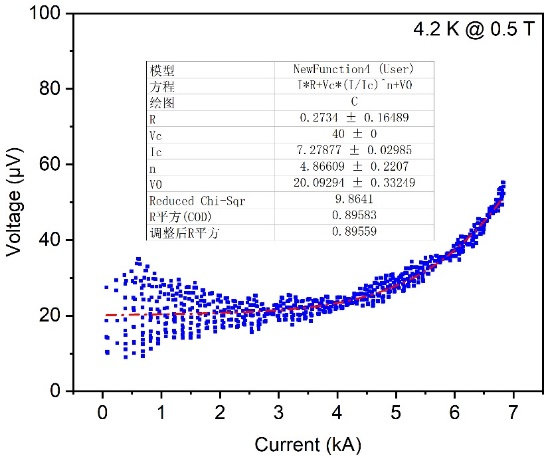 4.2 K @ 0.5 T
模型 NewFunction4 (User)
方程 I*R+Vc*(I/Ic)^n+V0
绘图 C
R 0.2734 ± 0.16489
Vc 40 ± 0
Ic 7.27877 ± 0.02985
n 4.86609 ± 0.2207
V0 20.09294 ± 0.33249
Reduced Chi-Sqr 9.8641
R平方(COD) 0.89583
调整后R平方 0.89559
Voltage (µV)
100
80
60
40
20
0
0 1 2 3 4 5 6 7
Current (kA)